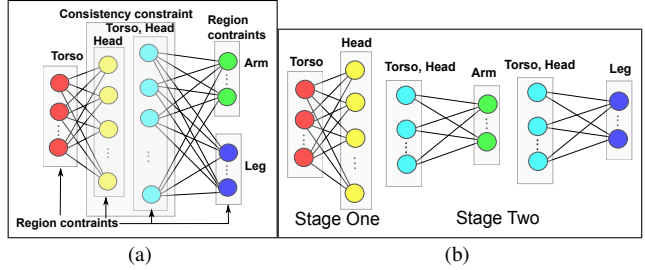 Consistency constraint
Region
contraints
Torso, Head
Torso
Head
Arm
Leg
Region contraints
(a)
Head
Torso
Torso, Head
Arm
Torso, Head
Leg
Stage One
Stage Two
(b)